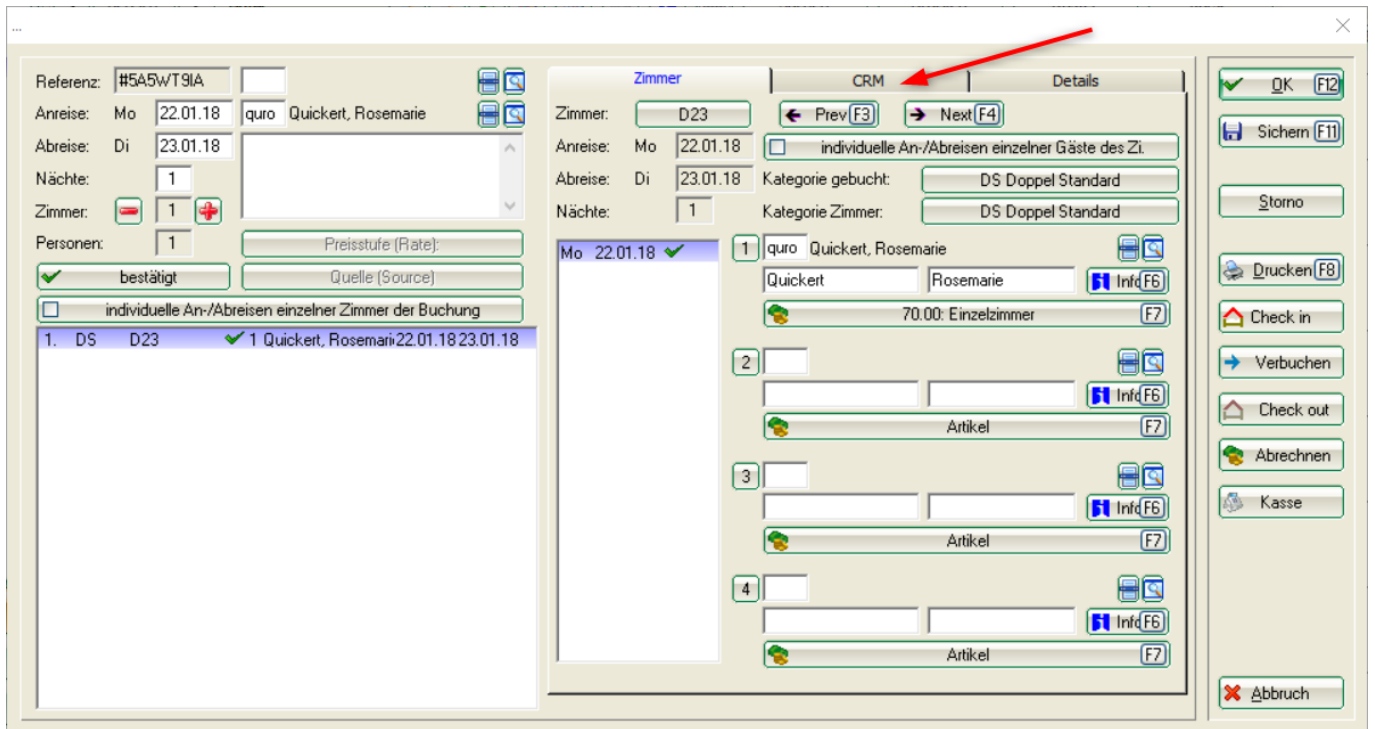 ...
Referenz: #5A5WT9IA
Anreise: Mo 22.01.18 quro Quickert, Rosemarie
Abreise: Di 23.01.18
Nächte: 1
Zimmer: 1
Personen: 1 Preisstufe (Rate):
bestätigt Quelle (Source)
individuelle An-/Abreisen einzelner Zimmer der Buchung
1. DS D23 1 Quickert, Rosemarie 22.01.18 23.01.18
Zimmer CRM Details
Zimmer: D23 Prev F3 Next F4
Anreise: Mo 22.01.18 individuelle An-/Abreisen einzelner Gäste des Zi.
Abreise: Di 23.01.18 Kategorie gebucht: DS Doppel Standard
Nächte: 1 Kategorie Zimmer: DS Doppel Standard
Mo 22.01.18 1 quro Quickert, Rosemarie
Quickert Rosemarie Info F6
70.00: Einzelzimmer F7
2
Info F6
Artikel F7
3
Info F6
Artikel F7
4
Info F6
Artikel F7
OK F12
Sichern F11
Storno
Drucken F8
Check in
Verbuchen
Check out
Abrechnen
Kasse
Abbruch